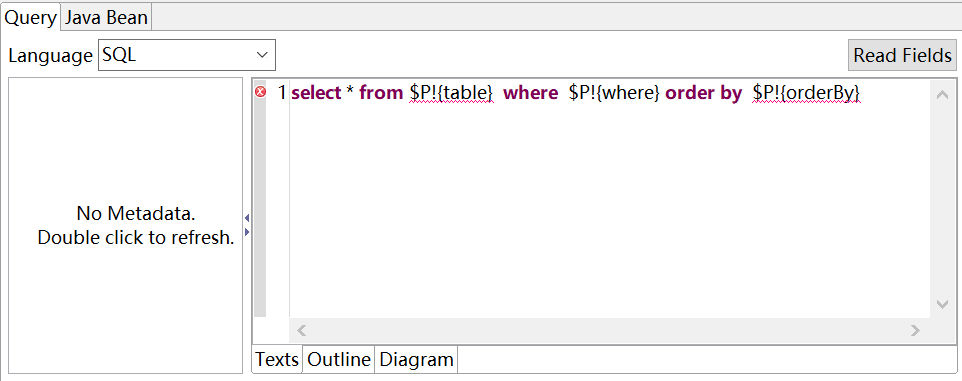 Query Java Bean
Language SQL Read Fields
1 select * from $P!{table} where $P!{where} order by $P!{orderBy}
No Metadata.
Double click to refresh.
Texts Outline Diagram